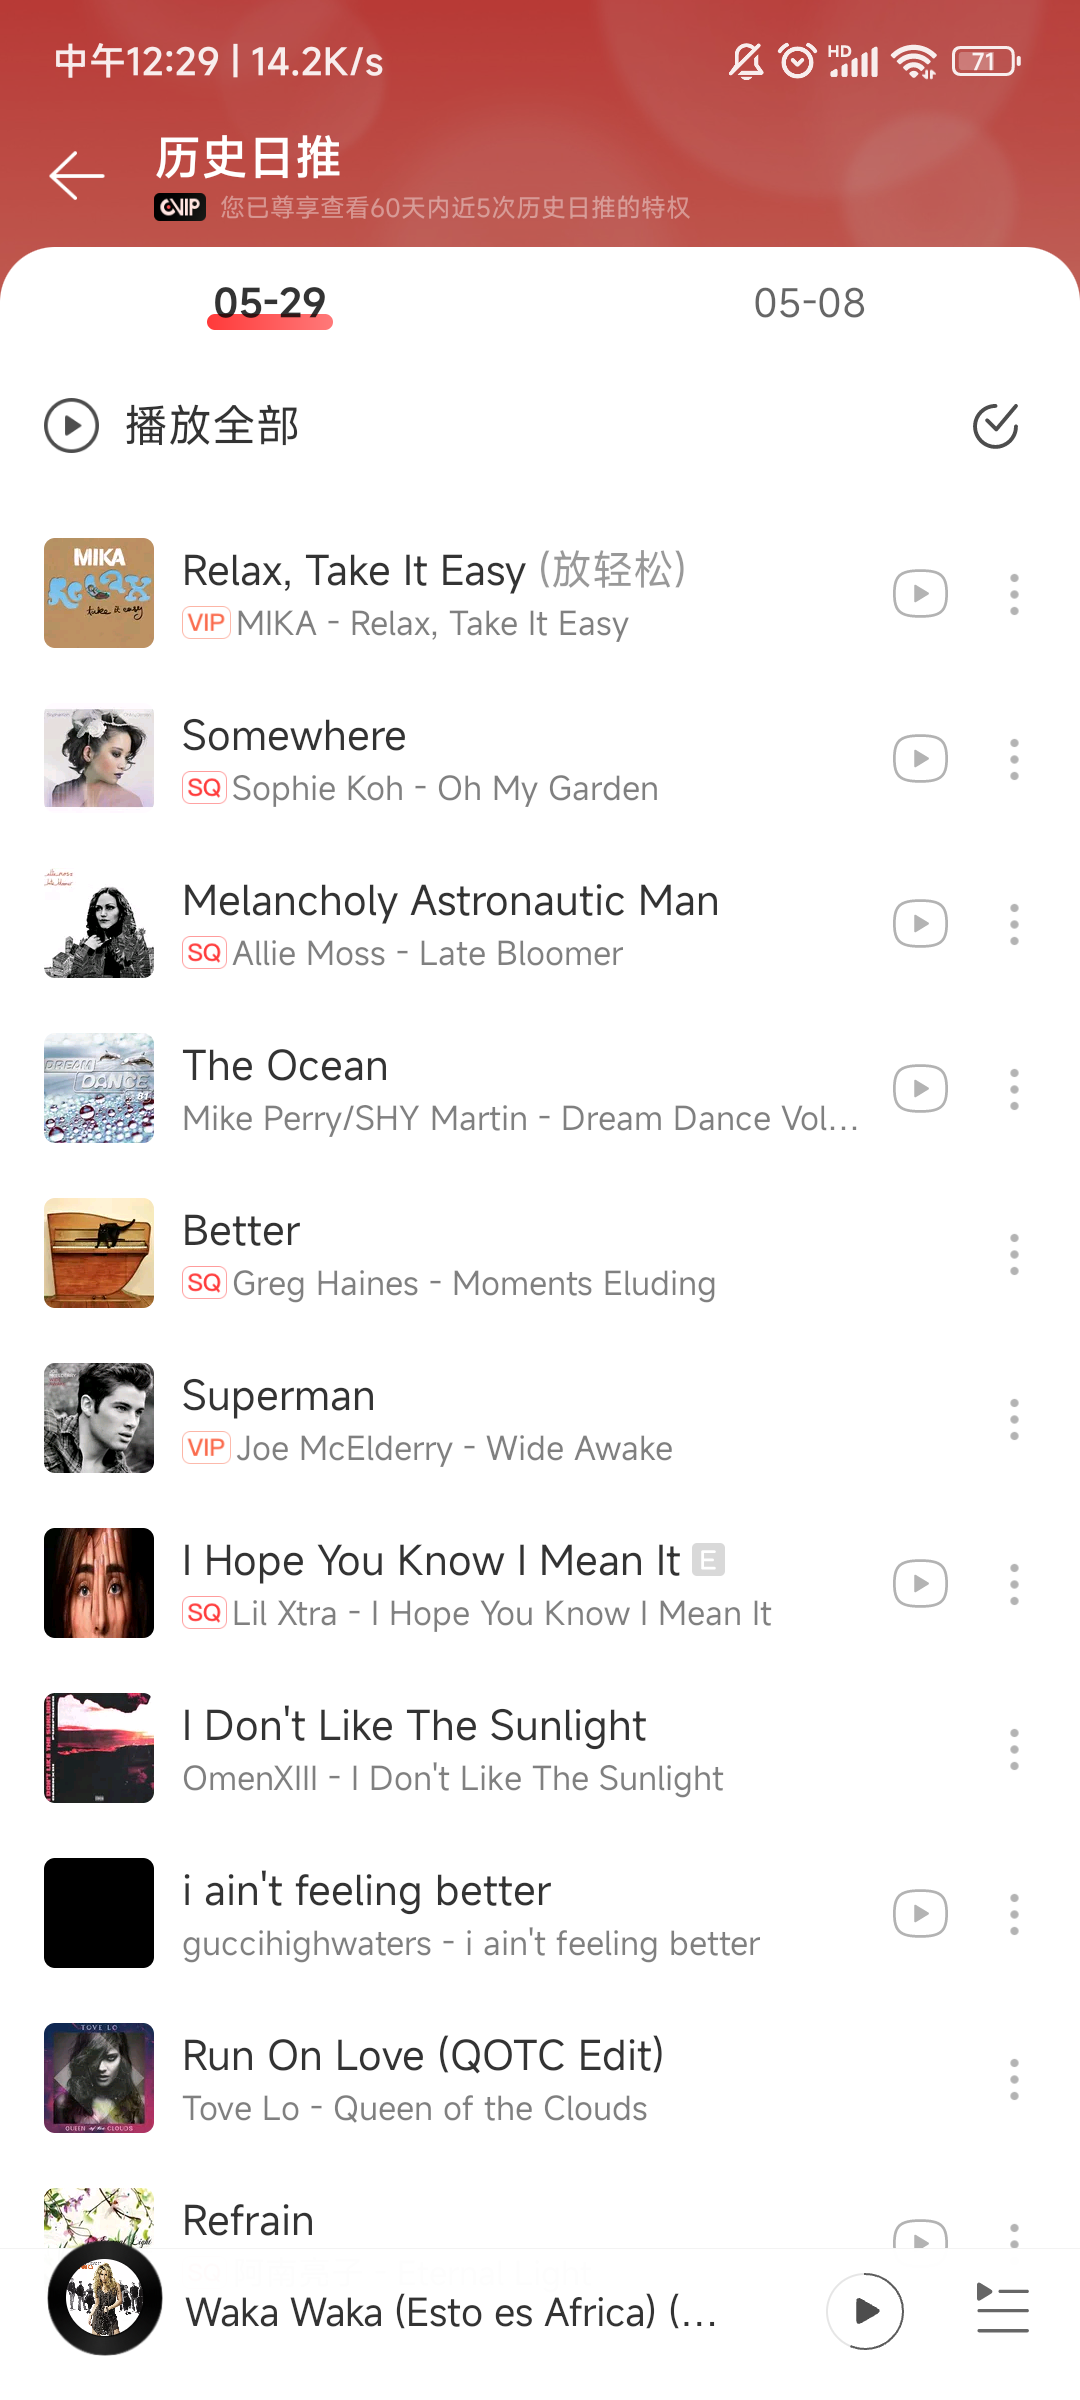 中午12:29 | 14.2K/s
HD
71
历史日推
VIP 您已尊享查看60天内近5次历史日推的特权
05-29
05-08
播放全部
MIKA
RELAX
take it easy
Relax, Take It Easy (放轻松)
VIP MIKA - Relax, Take It Easy
Somewhere
SQ Sophie Koh - Oh My Garden
Melancholy Astronautic Man
SQ Allie Moss - Late Bloomer
DREAM
DANCE
The Ocean
Mike Perry/SHY Martin - Dream Dance Vol...
Better
SQ Greg Haines - Moments Eluding
Superman
VIP Joe McElderry - Wide Awake
I Hope You Know I Mean It E
SQ Lil Xtra - I Hope You Know I Mean It
I Don't Like The Sunlight
OmenXIII - I Don't Like The Sunlight
i ain't feeling better
guccihighwaters - i ain't feeling better
TOVE LO
QUEEN of the CLOUDS
Run On Love (QOTC Edit)
Tove Lo - Queen of the Clouds
Refrain
Waka Waka (Esto es Africa) (...